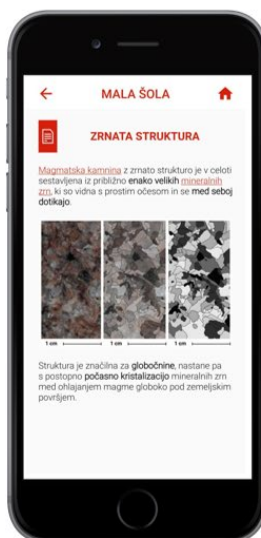 MALA ŠOLA
ZRNATA STRUKTURA
Magmatska kamnina z zrnato strukturo je v celoti
sestavljena iz približno enako velikih mineralnih
zrn, ki so vidna s prostim očesom in se med seboj
dotikajo.
1 cm 1 cm 1 cm
Struktura je značilna za globočnine, nastane pa
s postopno počasno kristalizacijo mineralnih zrn
med ohlajanjem magme globoko pod zemeljskim
površjem.